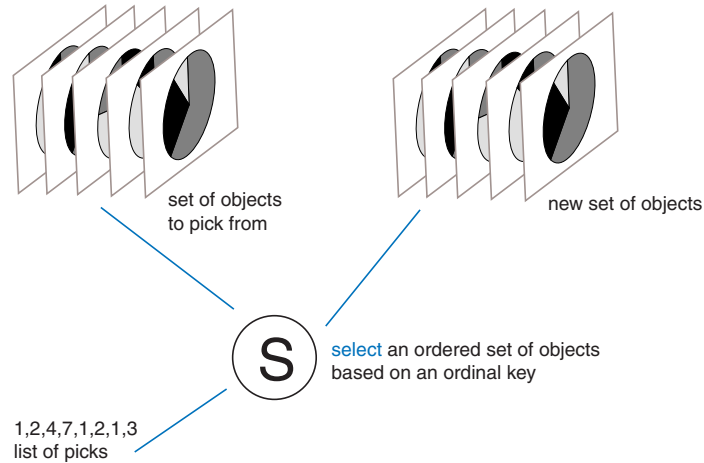 set of objects
to pick from
new set of objects
S
select an ordered set of objects
based on an ordinal key
1,2,4,7,1,2,1,3
list of picks